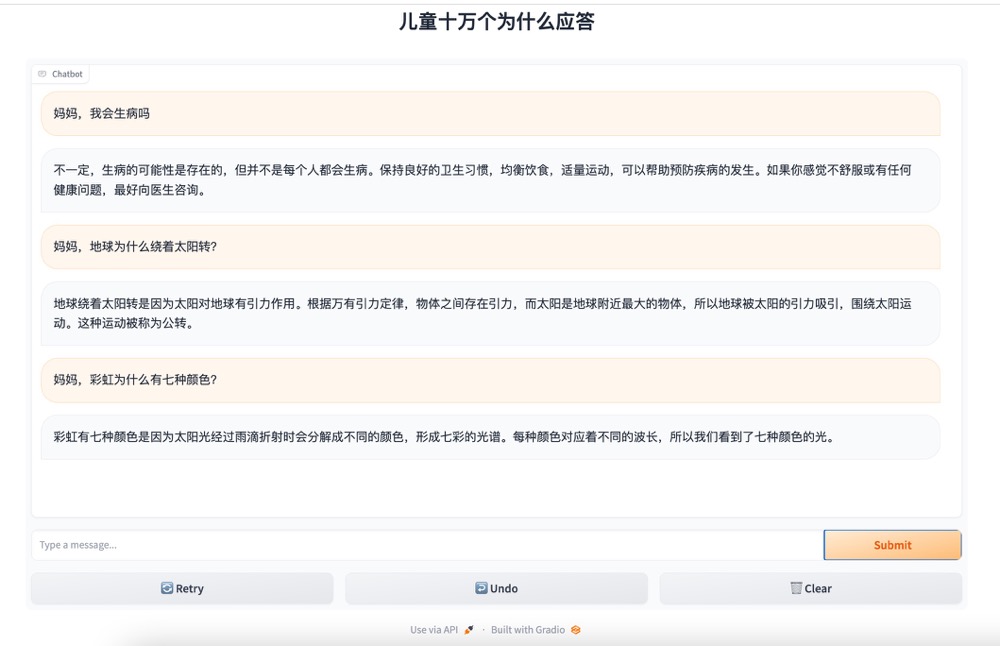 儿童十万个为什么应答
Chatbot
妈妈，我会生病吗
不一定，生病的可能性是存在的，但并不是每个人都会生病。保持良好的卫生习惯，均衡饮食，适量运动，可以帮助预防疾病的发生。如果你感觉不舒服或有任何
健康问题，最好向医生咨询。
妈妈，地球为什么绕着太阳转?
地球绕着太阳转是因为太阳对地球有引力作用。根据万有引力定律，物体之间存在引力，而太阳是地球附近最大的物体，所以地球被太阳的引力吸引，围绕太阳运
动。这种运动被称为公转。
妈妈，彩虹为什么有七种颜色?
彩虹有七种颜色是因为太阳光经过雨滴折射时会分解成不同的颜色，形成七彩的光谱。每种颜色对应着不同的波长，所以我们看到了七种颜色的光。
Type a message...
Submit
Retry
Undo
Clear
Use via API · Built with Gradio